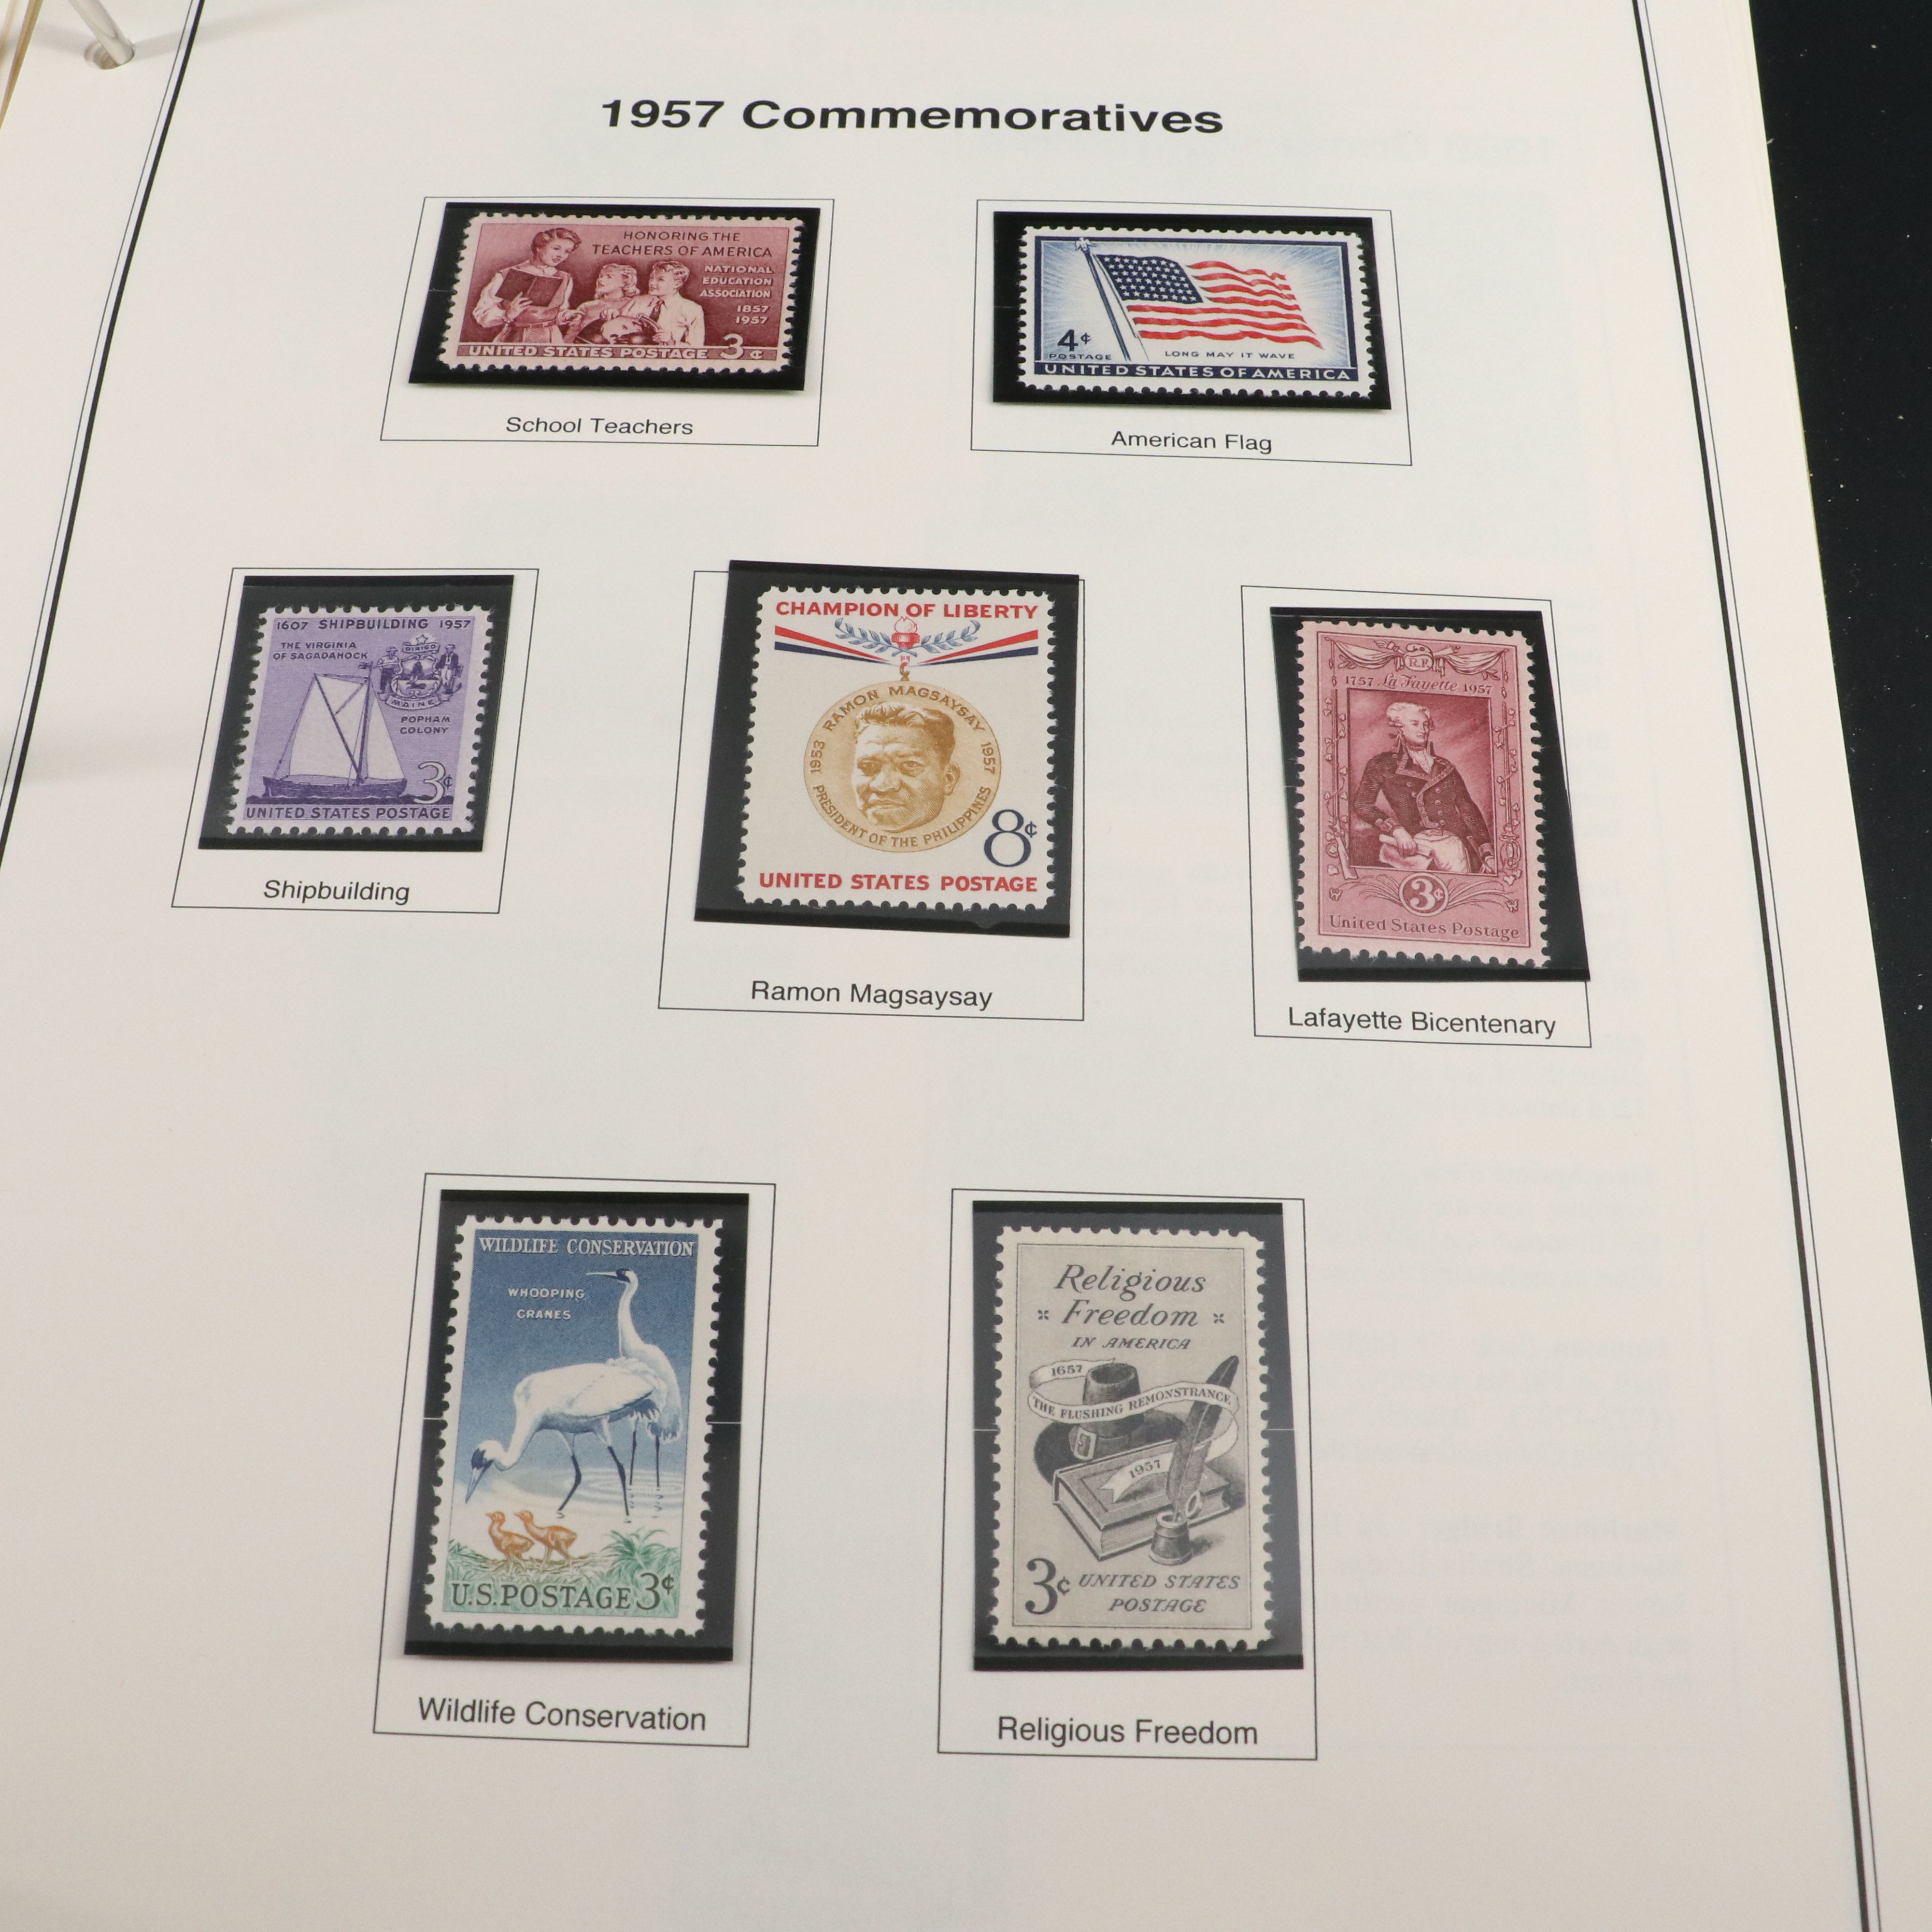 1957 Commemoratives
HONORING THE
TEACHERS OF AMERICA
NATIONAL
EDUCATION
ASSOCIATION
1857
1957
UNITED STATES POSTAGE 3¢
School Teachers
4¢
POSTAGE
LONG MAY IT WAVE
UNITED STATES OF AMERICA
American Flag
1607 SHIPBUILDING 1957
THE VIRGINIA
OF SAGADAHOCK
DIRIGO
MAINE
POPHAM
COLONY
3¢
UNITED STATES POSTAGE
Shipbuilding
CHAMPION OF LIBERTY
RAMON MAGSAYSAY
1953
1957
PRESIDENT OF THE PHILIPPINES
8¢
UNITED STATES POSTAGE
Ramon Magsaysay
R.F.
1757 La Fayette 1957
3¢
United States Postage
Lafayette Bicentenary
WILDLIFE CONSERVATION
WHOOPING
CRANES
U.S. POSTAGE 3¢
Wildlife Conservation
Religious
Freedom
IN AMERICA
1657
THE FLUSHING REMONSTRANCE
1957
3¢ UNITED STATES
POSTAGE
Religious Freedom